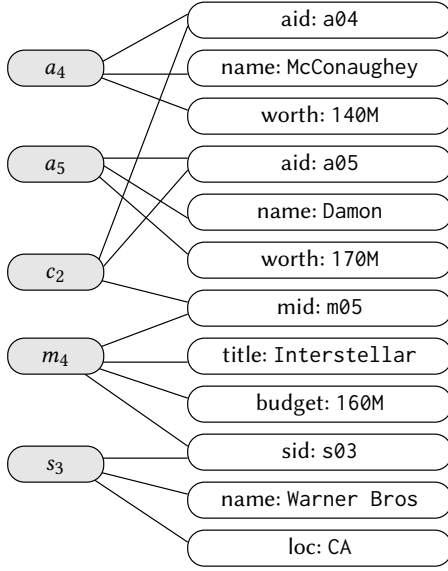 aid: a04
a4
name: McConaughey
worth: 140M
a5
aid: a05
name: Damon
worth: 170M
c2
mid: m05
m4
title: Interstellar
budget: 160M
s3
sid: s03
name: Warner Bros
loc: CA